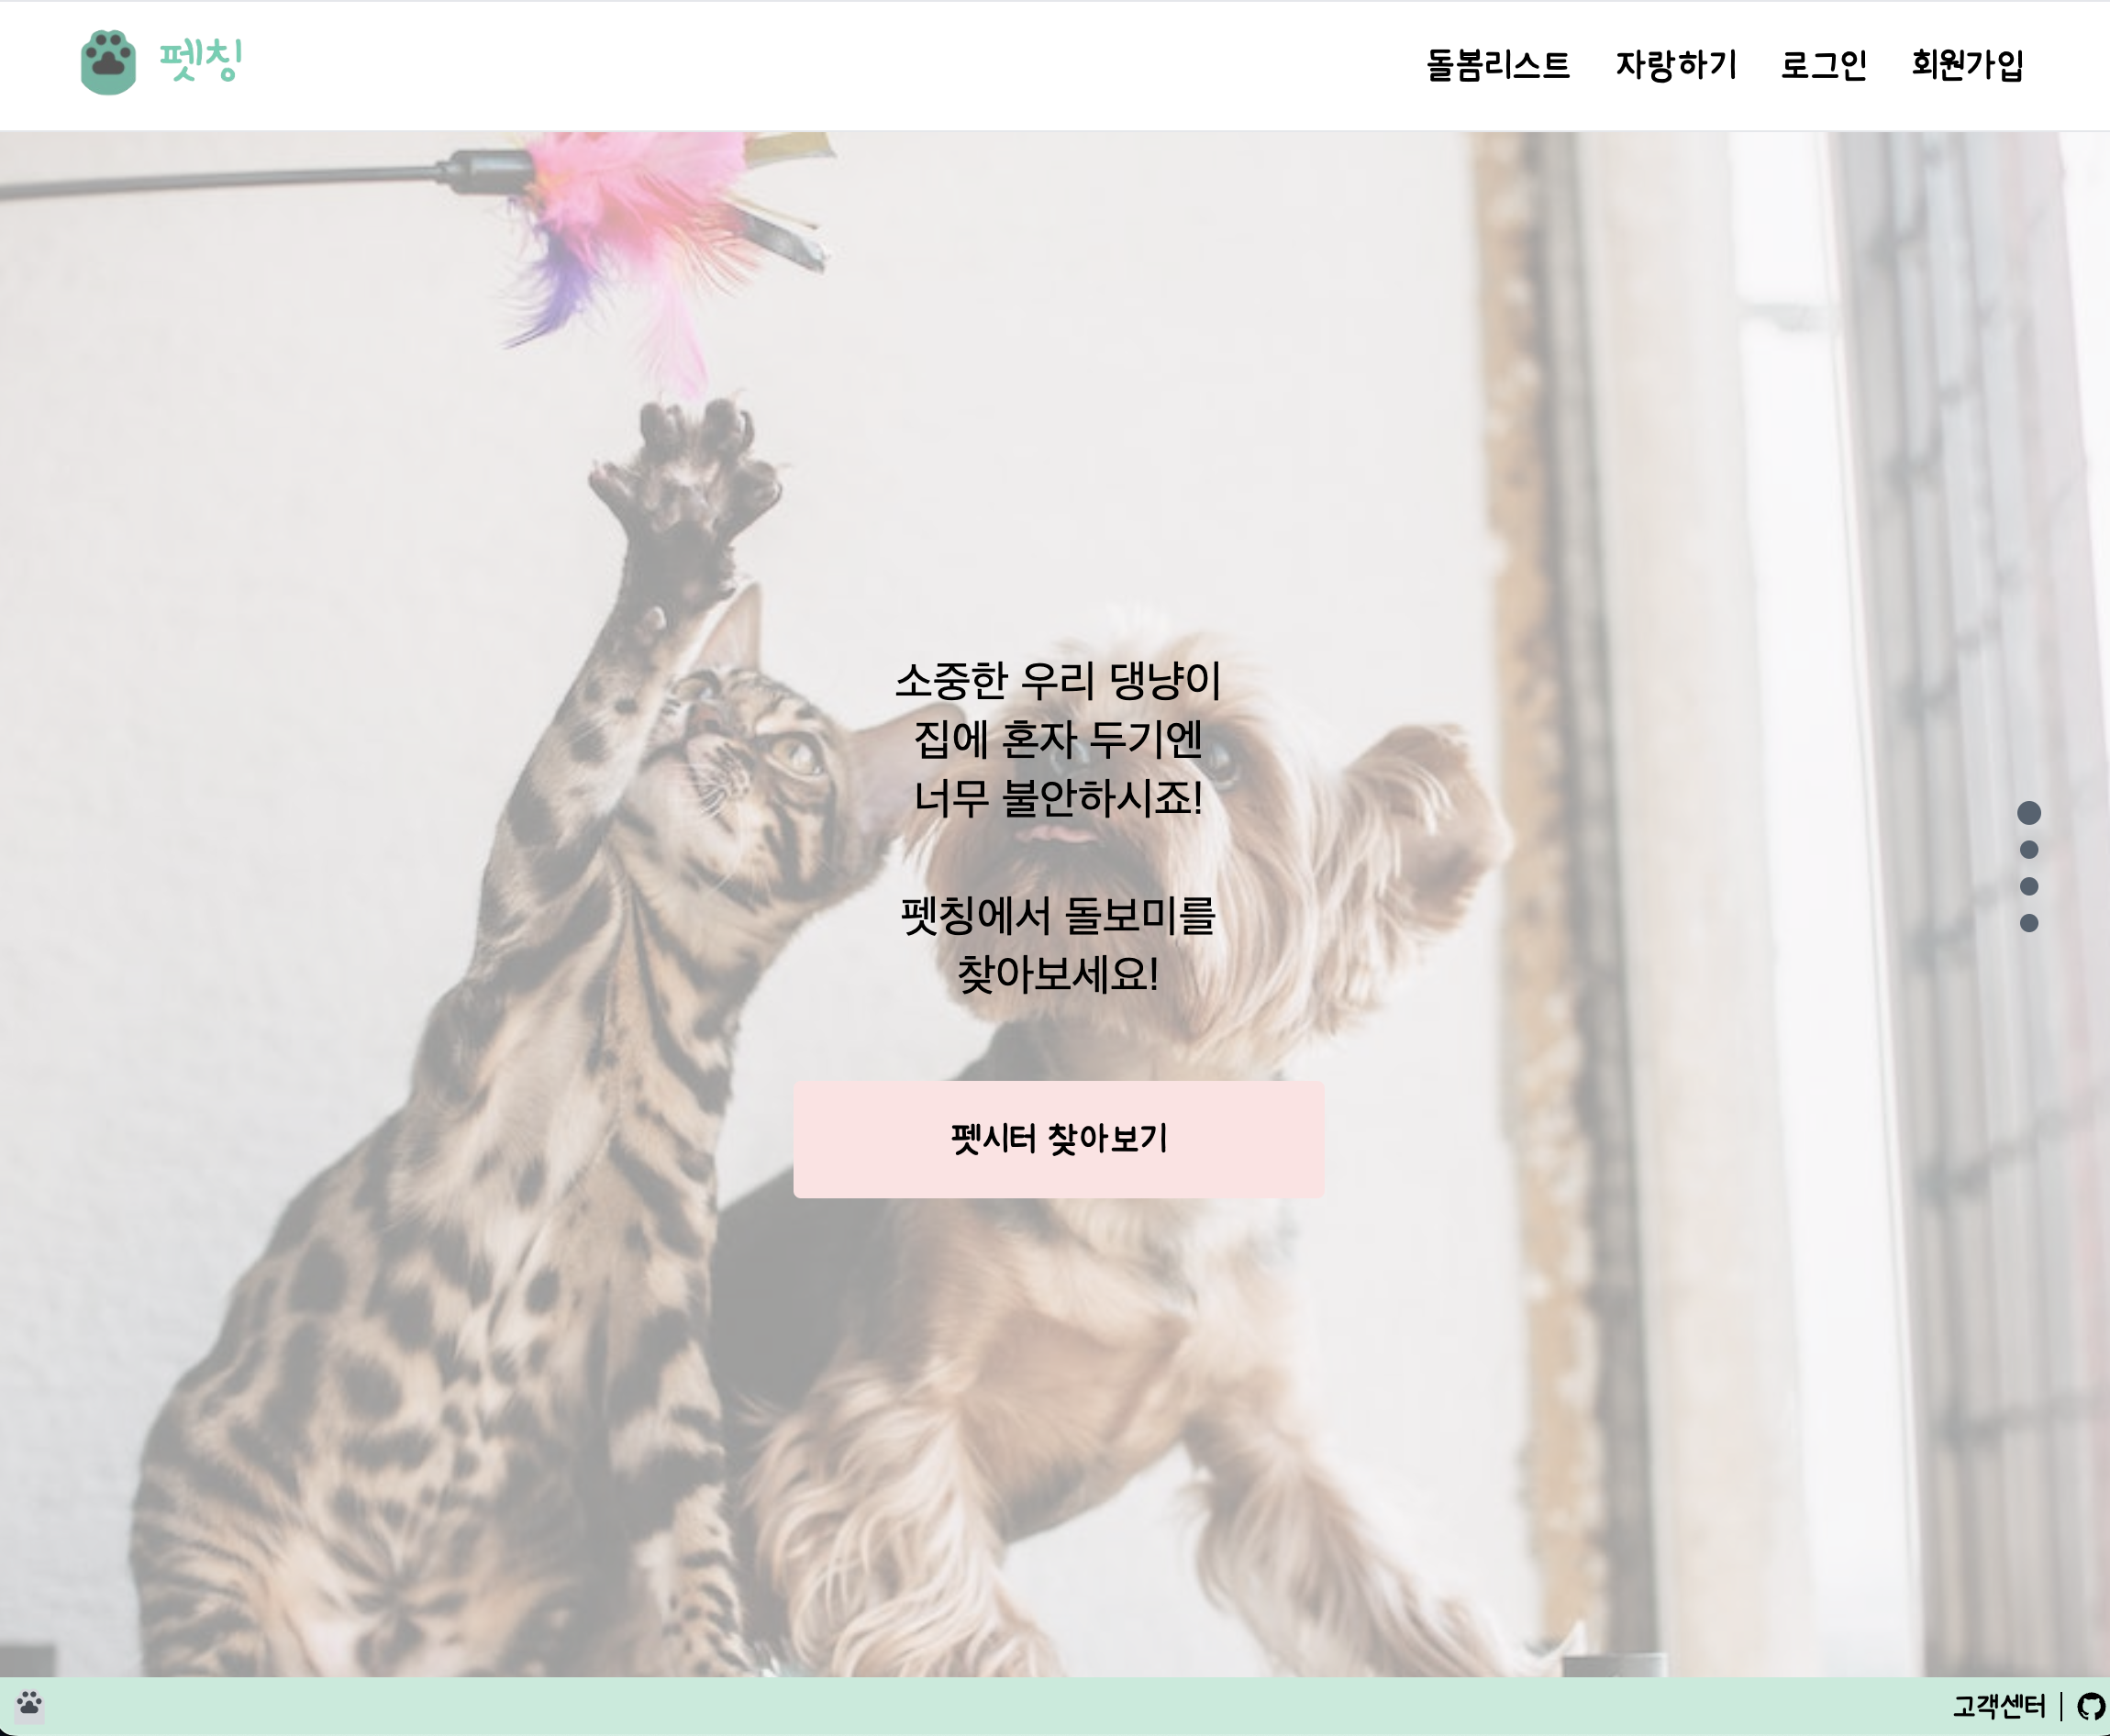 펫칭
돌봄리스트 자랑하기 로그인 회원가입
소중한 우리 댕냥이
집에 혼자 두기엔
너무 불안하시죠!
펫칭에서 돌보미를
찾아보세요!
펫시터 찾아보기
고객센터 |